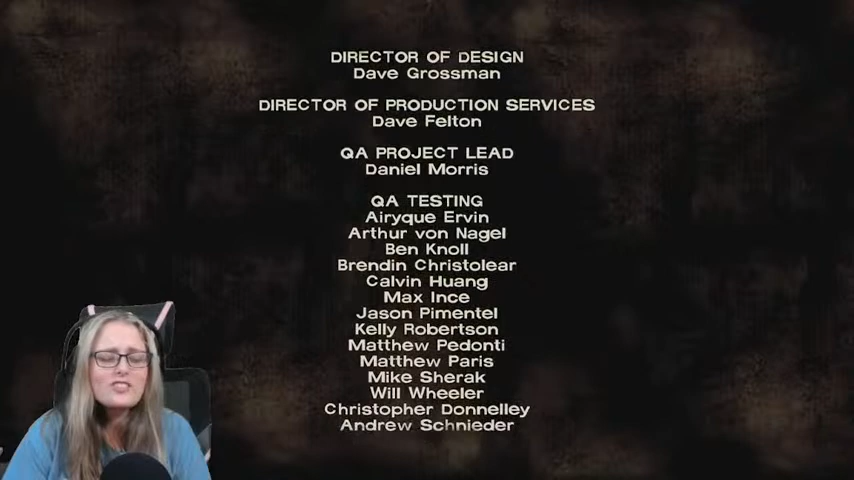 DIRECTOR OF DESIGN
Dave Grossman
DIRECTOR OF PRODUCTION SERVICES
Dave Felton
QA PROJECT LEAD
Daniel Morris
QA TESTING
Airyque Ervin
Arthur von Nagel
Ben Knoll
Brendin Christolear
Calvin Huang
Max Ince
Jason Pimentel
Kelly Robertson
Matthew Pedonti
Matthew Paris
Mike Sherak
Will Wheeler
Christopher Donnelley
Andrew Schnieder